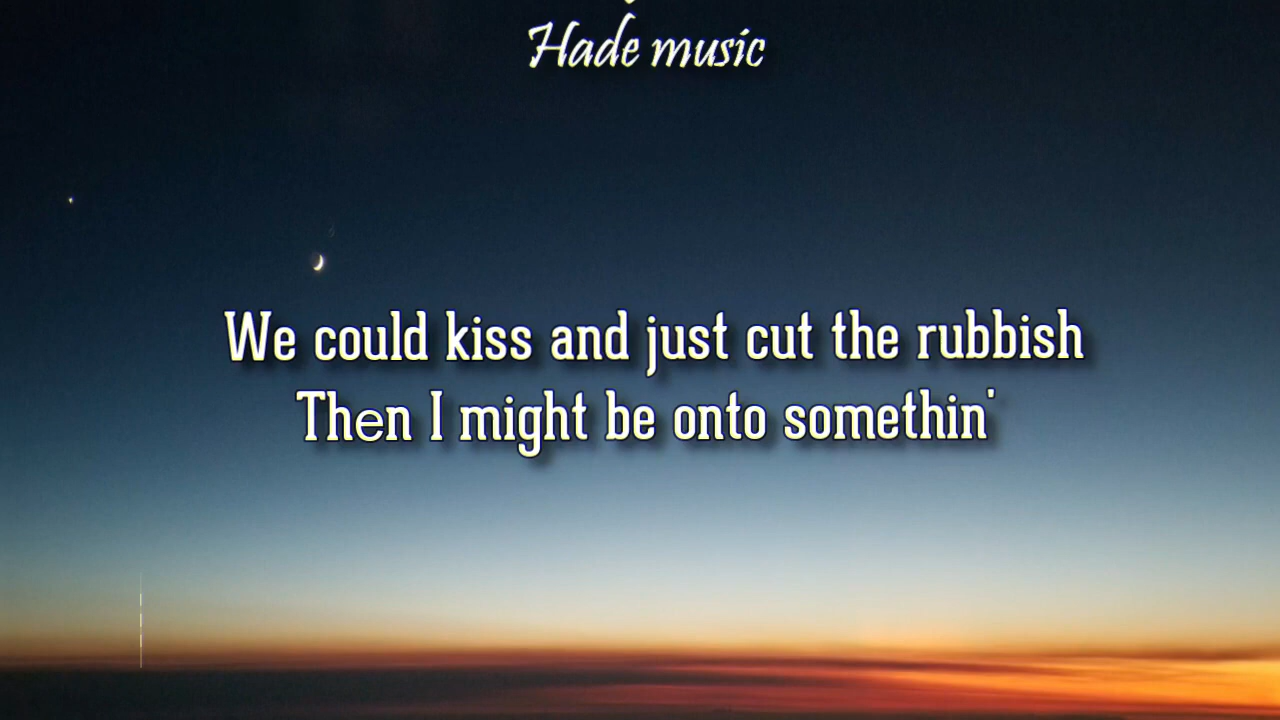 Hade music
We could kiss and just cut the rubbish
Then I might be onto somethin'